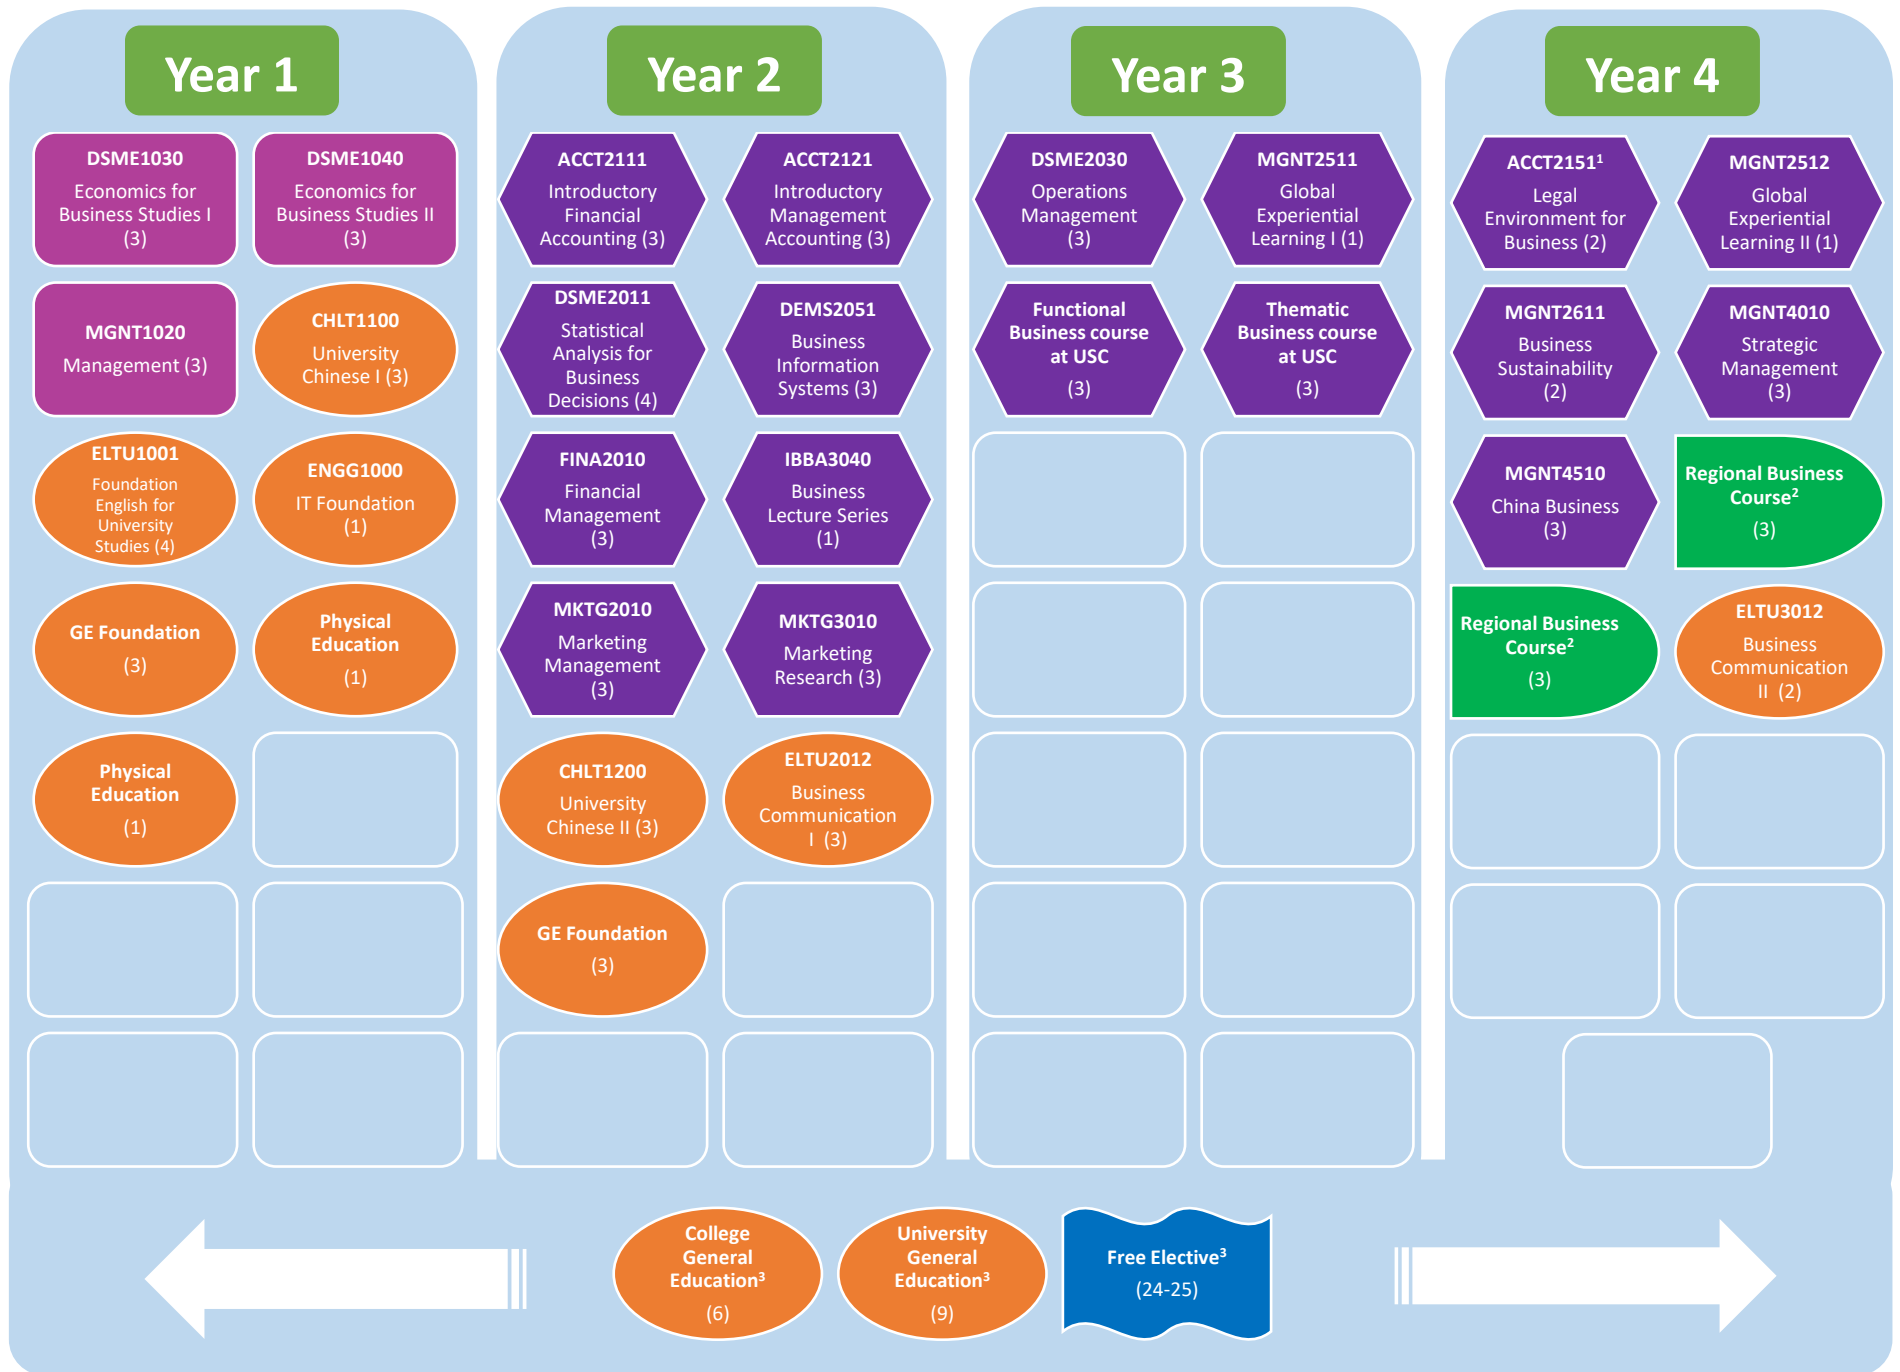 Year 1
DSME1030
Economics for
Business Studies I
(3)
DSME1040
Economics for
Business Studies II
(3)
MGNT1020
Management (3)
CHLT1100
University
Chinese I (3)
ELTU1001
Foundation
English for
University
Studies (4)
ENGG1000
IT Foundation
(1)
GE Foundation
(3)
Physical
Education
(1)
Physical
Education
(1)
Year 2
ACCT2111
Introductory
Financial
Accounting (3)
ACCT2121
Introductory
Management
Accounting (3)
DSME2011
Statistical
Analysis for
Business
Decisions (4)
DEMS2051
Business
Information
Systems (3)
FINA2010
Financial
Management
(3)
IBBA3040
Business
Lecture Series
(1)
MKTG2010
Marketing
Management
(3)
MKTG3010
Marketing
Research (3)
CHLT1200
University
Chinese II (3)
ELTU2012
Business
Communication
I (3)
GE Foundation
(3)
Year 3
DSME2030
Operations
Management
(3)
MGNT2511
Global
Experiential
Learning I (1)
Functional
Business course
at USC
(3)
Thematic
Business course
at USC
(3)
Year 4
ACCT2151¹
Legal
Environment for
Business (2)
MGNT2512
Global
Experiential
Learning II (1)
MGNT2611
Business
Sustainability
(2)
MGNT4010
Strategic
Management
(3)
MGNT4510
China Business
(3)
Regional Business
Course²
(3)
Regional Business
Course²
(3)
ELTU3012
Business
Communication
II (2)
College
General
Education³
(6)
University
General
Education³
(9)
Free Elective³
(24-25)